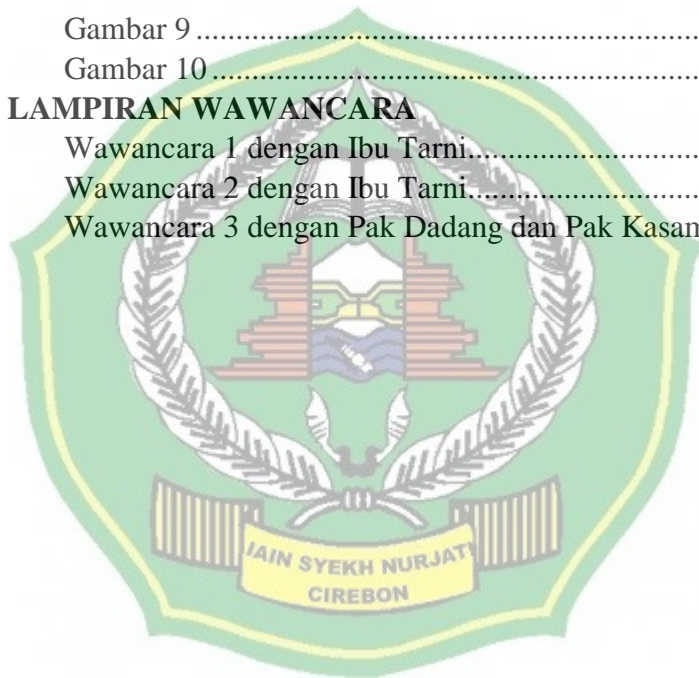 Gambar 9 ................................................................
Gambar 10 ..............................................................
LAMPIRAN WAWANCARA
Wawancara 1 dengan Ibu Tarni.............................
Wawancara 2 dengan Ibu Tarni.............................
Wawancara 3 dengan Pak Dadang dan Pak Kasam
IAIN SYEKH NURJATI
CIREBON